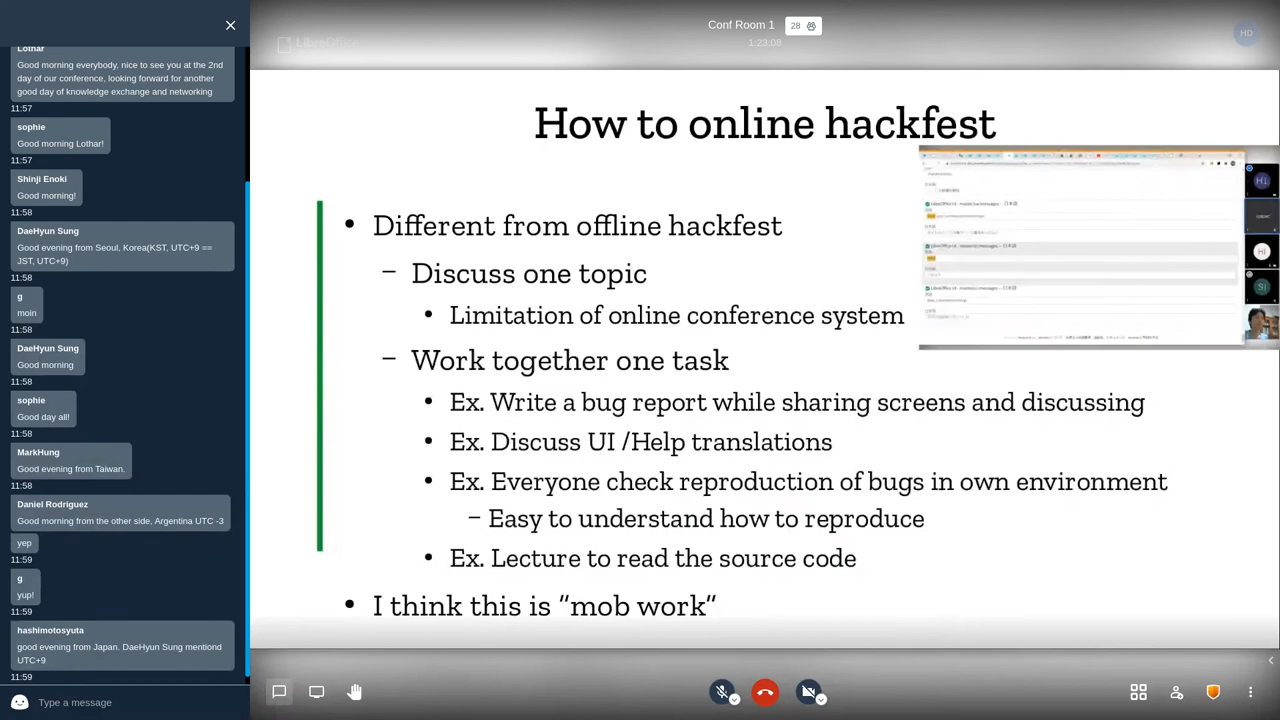 Lothar
Good morning everybody, nice to see you at the 2nd
day of our conference, looking forward for another
good day of knowledge exchange and networking
11:57
sophie
Good morning Lothar!
11:57
Shinji Enoki
Good morning!
11:58
DaeHyun Sung
Good evening from Seoul, Korea(KST, UTC+9 ==
JST, UTC+9)
11:58
g
moin
11:58
DaeHyun Sung
Good morning
11:58
sophie
Good day all!
11:58
MarkHung
Good evening from Taiwan.
11:58
Daniel Rodriguez
Good morning from the other side, Argentina UTC -3
yep
11:59
g
yup!
11:59
hashimotosyuta
good evening from Japan. DaeHyun Sung mentiond
UTC+9
11:59
Type a message
Conf Room 1
28
1:23:08
HD
LibreOffice
How to online hackfest
• Different from offline hackfest
– Discuss one topic
• Limitation of online conference system
– Work together one task
• Ex. Write a bug report while sharing screens and discussing
• Ex. Discuss UI /Help translations
• Ex. Everyone check reproduction of bugs in own environment
– Easy to understand how to reproduce
• Ex. Lecture to read the source code
• I think this is “mob work”